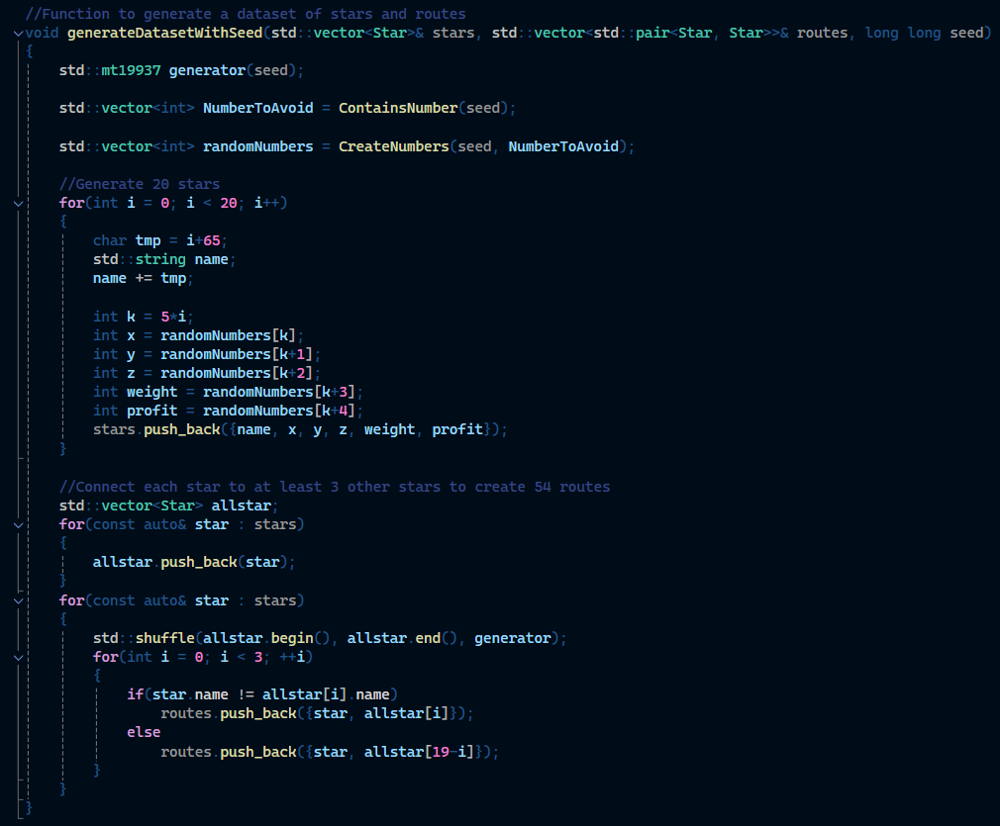 //Function to generate a dataset of stars and routes
void generateDatasetWithSeed(std::vector<Star>& stars, std::vector<std::pair<Star, Star>>& routes, long long seed)
{
    std::mt19937 generator(seed);
    std::vector<int> NumberToAvoid = ContainsNumber(seed);
    std::vector<int> randomNumbers = CreateNumbers(seed, NumberToAvoid);
    //Generate 20 stars
    for(int i = 0; i < 20; i++)
    {
        char tmp = i+65;
        std::string name;
        name += tmp;
        int k = 5*i;
        int x = randomNumbers[k];
        int y = randomNumbers[k+1];
        int z = randomNumbers[k+2];
        int weight = randomNumbers[k+3];
        int profit = randomNumbers[k+4];
        stars.push_back({name, x, y, z, weight, profit});
    }
    //Connect each star to at least 3 other stars to create 54 routes
    std::vector<Star> allstar;
    for(const auto& star : stars)
    {
        allstar.push_back(star);
    }
    for(const auto& star : stars)
    {
        std::shuffle(allstar.begin(), allstar.end(), generator);
        for(int i = 0; i < 3; ++i)
        {
            if(star.name != allstar[i].name)
                routes.push_back({star, allstar[i]});
            else
                routes.push_back({star, allstar[19-i]});
        }
    }
}